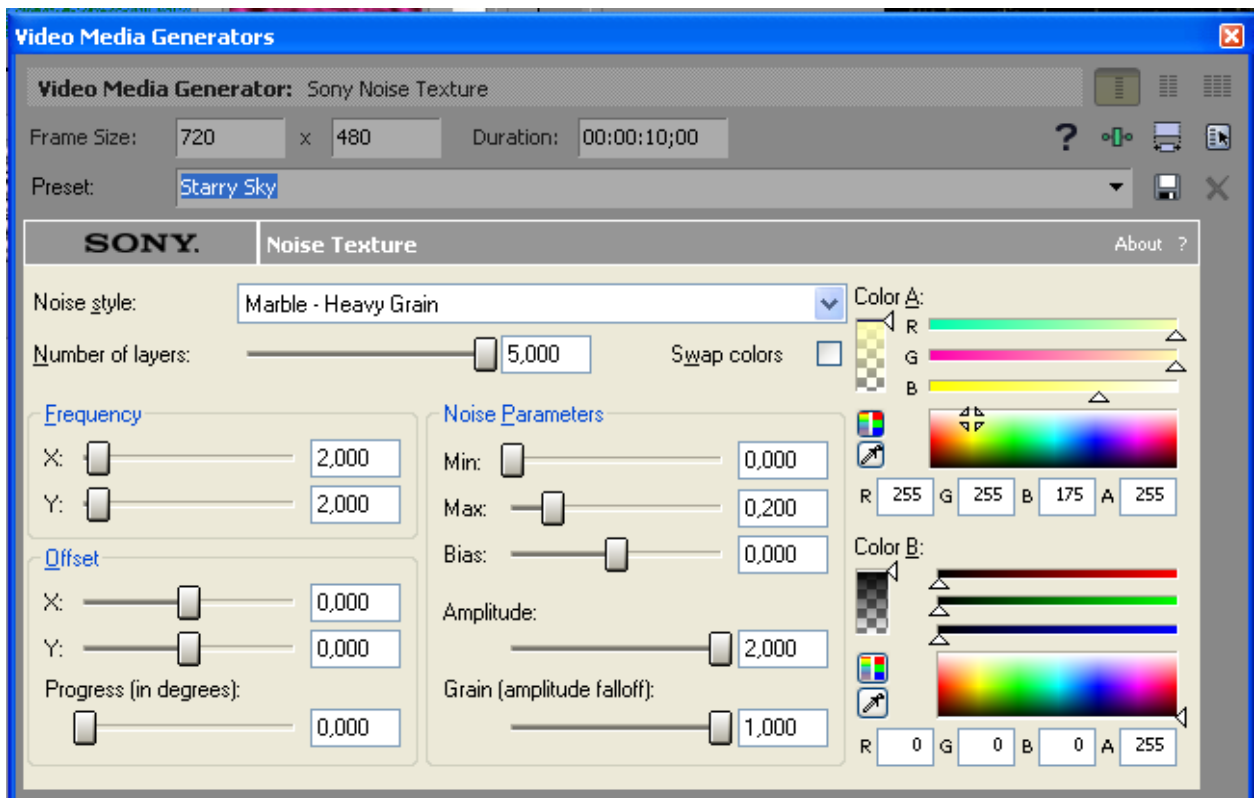 Video Media Generators
Video Media Generator: Sony Noise Texture
Frame Size: 720 x 480 Duration: 00:00:10;00 ?
Preset: Starry Sky
SONY. Noise Texture About ?
Noise style: Marble - Heavy Grain
Number of layers: 5,000 Swap colors
Frequency
X: 2,000
Y: 2,000
Offset
X: 0,000
Y: 0,000
Progress (in degrees):
0,000
Noise Parameters
Min: 0,000
Max: 0,200
Bias: 0,000
Amplitude:
2,000
Grain (amplitude falloff):
1,000
Color A:
R
G
B
R 255 G 255 B 175 A 255
Color B:
R 0 G 0 B 0 A 255